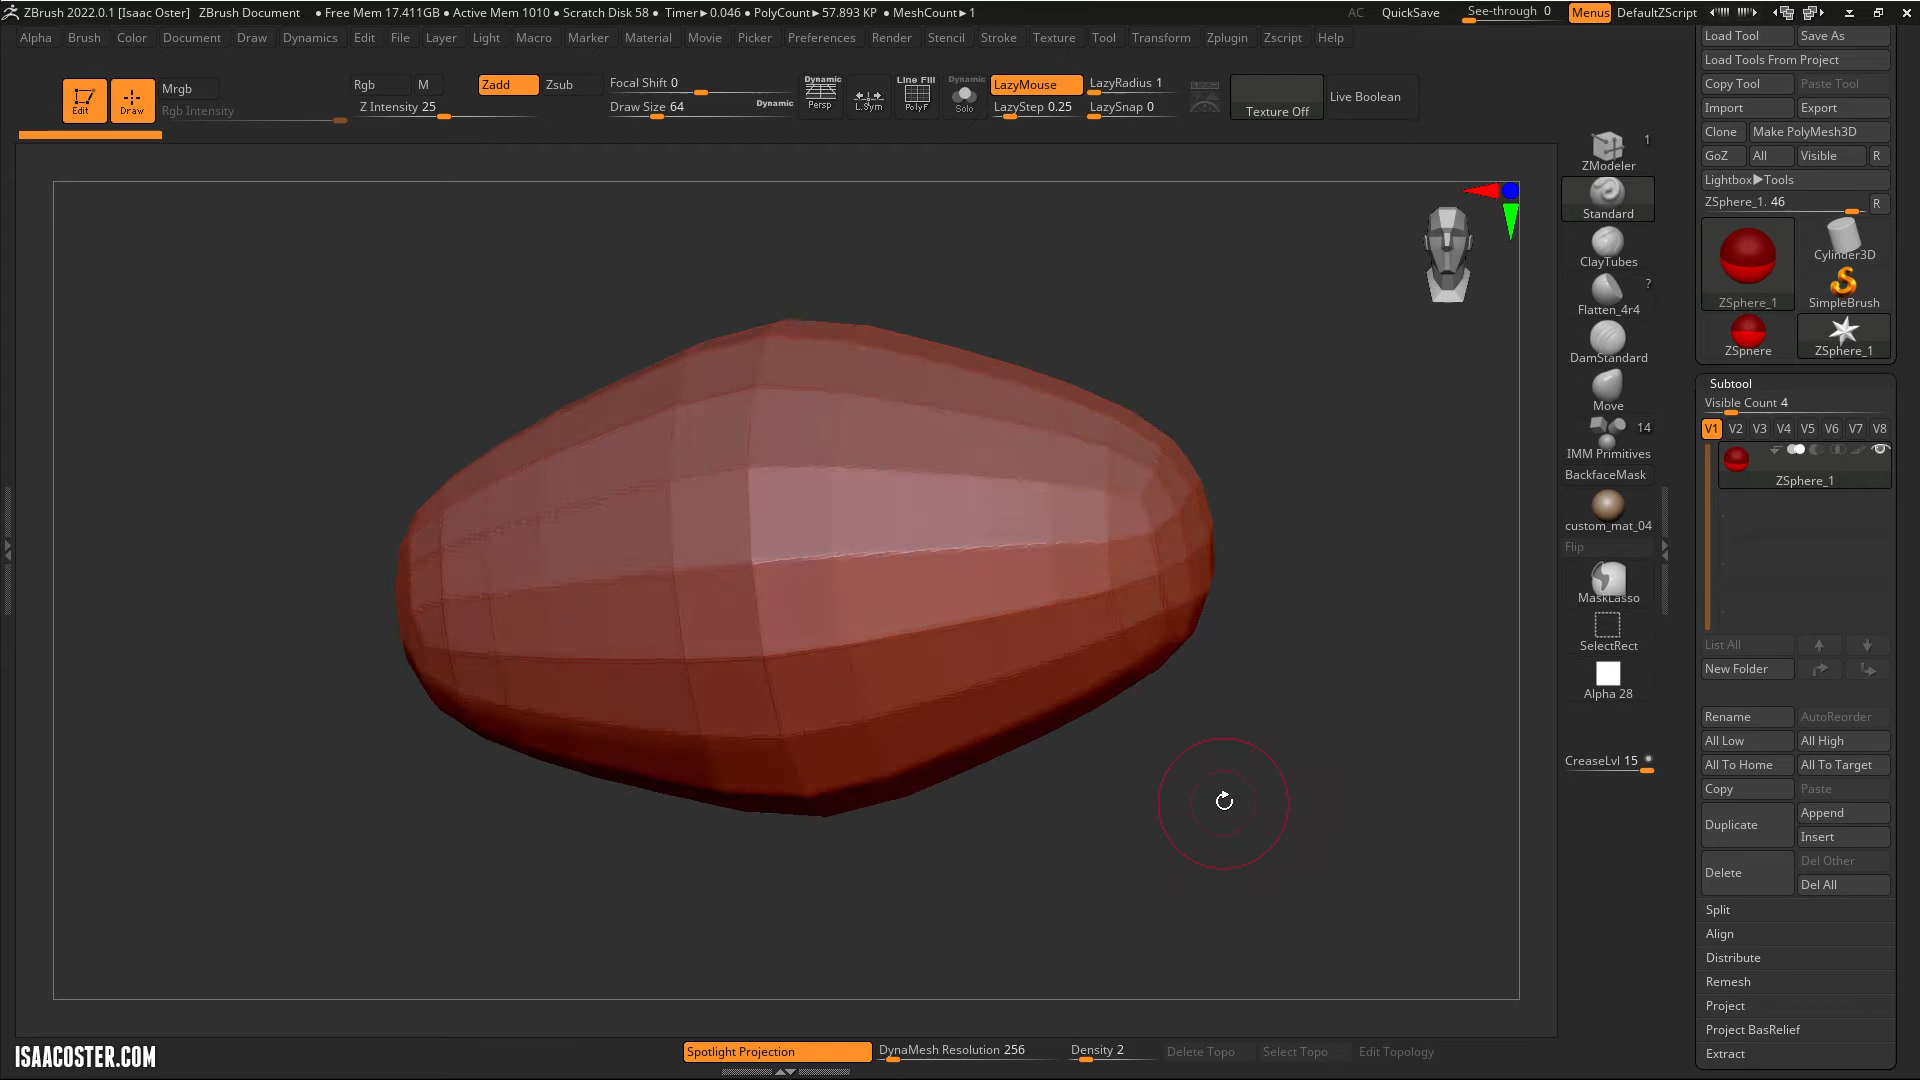 ZBrush 2022.0.1 [Isaac Oster] ZBrush Document • Free Mem 17.411GB • Active Mem 1010 • Scratch Disk 58 • Timer►0.046 • PolyCount►57.893 KP • MeshCount►1 AC QuickSave See-through 0 Menus DefaultZScript
Alpha Brush Color Document Draw Dynamics Edit File Layer Light Macro Marker Material Movie Picker Preferences Render Stencil Stroke Texture Tool Transform Zplugin Zscript Help
Edit
Draw
Mrgb
Rgb Intensity
Rgb
M
Z Intensity 25
Zadd
Zsub
Focal Shift 0
Draw Size 64
Dynamic
Dynamic
Persp
L.Sym
Line Fill
PolyF
Dynamic
Solo
LazyMouse
LazyStep 0.25
LazyRadius 1
LazySnap 0
Texture Off
Live Boolean
1
ZModeler
Standard
ClayTubes
?
Flatten_4r4
DamStandard
Move
14
IMM Primitives
BackfaceMask
custom_mat_04
Flip
MaskLasso
SelectRect
Alpha 28
CreaseLvl 15
Load Tool
Save As
Load Tools From Project
Copy Tool
Paste Tool
Import
Export
Clone
Make PolyMesh3D
GoZ
All
Visible
R
Lightbox►Tools
ZSphere_1. 46
R
ZSphere_1
Cylinder3D
SimpleBrush
ZSphere
ZSphere_1
Subtool
Visible Count 4
V1 V2 V3 V4 V5 V6 V7 V8
ZSphere_1
List All
New Folder
Rename
AutoReorder
All Low
All High
All To Home
All To Target
Copy
Paste
Duplicate
Append
Insert
Delete
Del Other
Del All
Split
Align
Distribute
Remesh
Project
Project BasRelief
Extract
ISAACOSTER.COM
Spotlight Projection
DynaMesh Resolution 256
Density 2
Delete Topo
Select Topo
Edit Topology